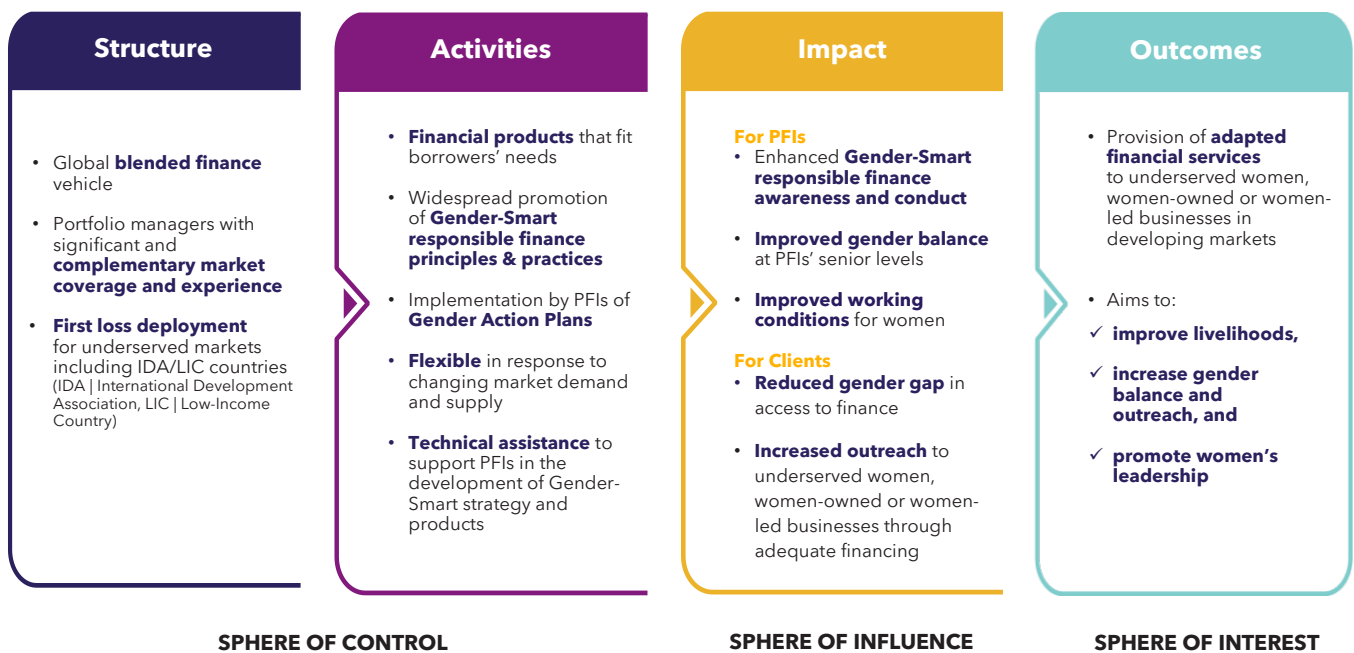 Structure
• Global blended finance
vehicle
• Portfolio managers with
significant and
complementary market
coverage and experience
• First loss deployment
for underserved markets
including IDA/LIC countries
(IDA | International Development
Association, LIC | Low-Income
Country)
Activities
• Financial products that fit
borrowers' needs
• Widespread promotion
of Gender-Smart
responsible finance
principles & practices
• Implementation by PFIs of
Gender Action Plans
• Flexible in response to
changing market demand
and supply
• Technical assistance to
support PFIs in the
development of Gender-
Smart strategy and
products
Impact
For PFIs
• Enhanced Gender-Smart
responsible finance
awareness and conduct
• Improved gender balance
at PFIs' senior levels
• Improved working
conditions for women
For Clients
• Reduced gender gap in
access to finance
• Increased outreach to
underserved women,
women-owned or women-
led businesses through
adequate financing
Outcomes
• Provision of adapted
financial services
to underserved women,
women-owned or women-
led businesses in
developing markets
• Aims to:
✓ improve livelihoods,
✓ increase gender
balance and
outreach, and
✓ promote women's
leadership
SPHERE OF CONTROL
SPHERE OF INFLUENCE
SPHERE OF INTEREST